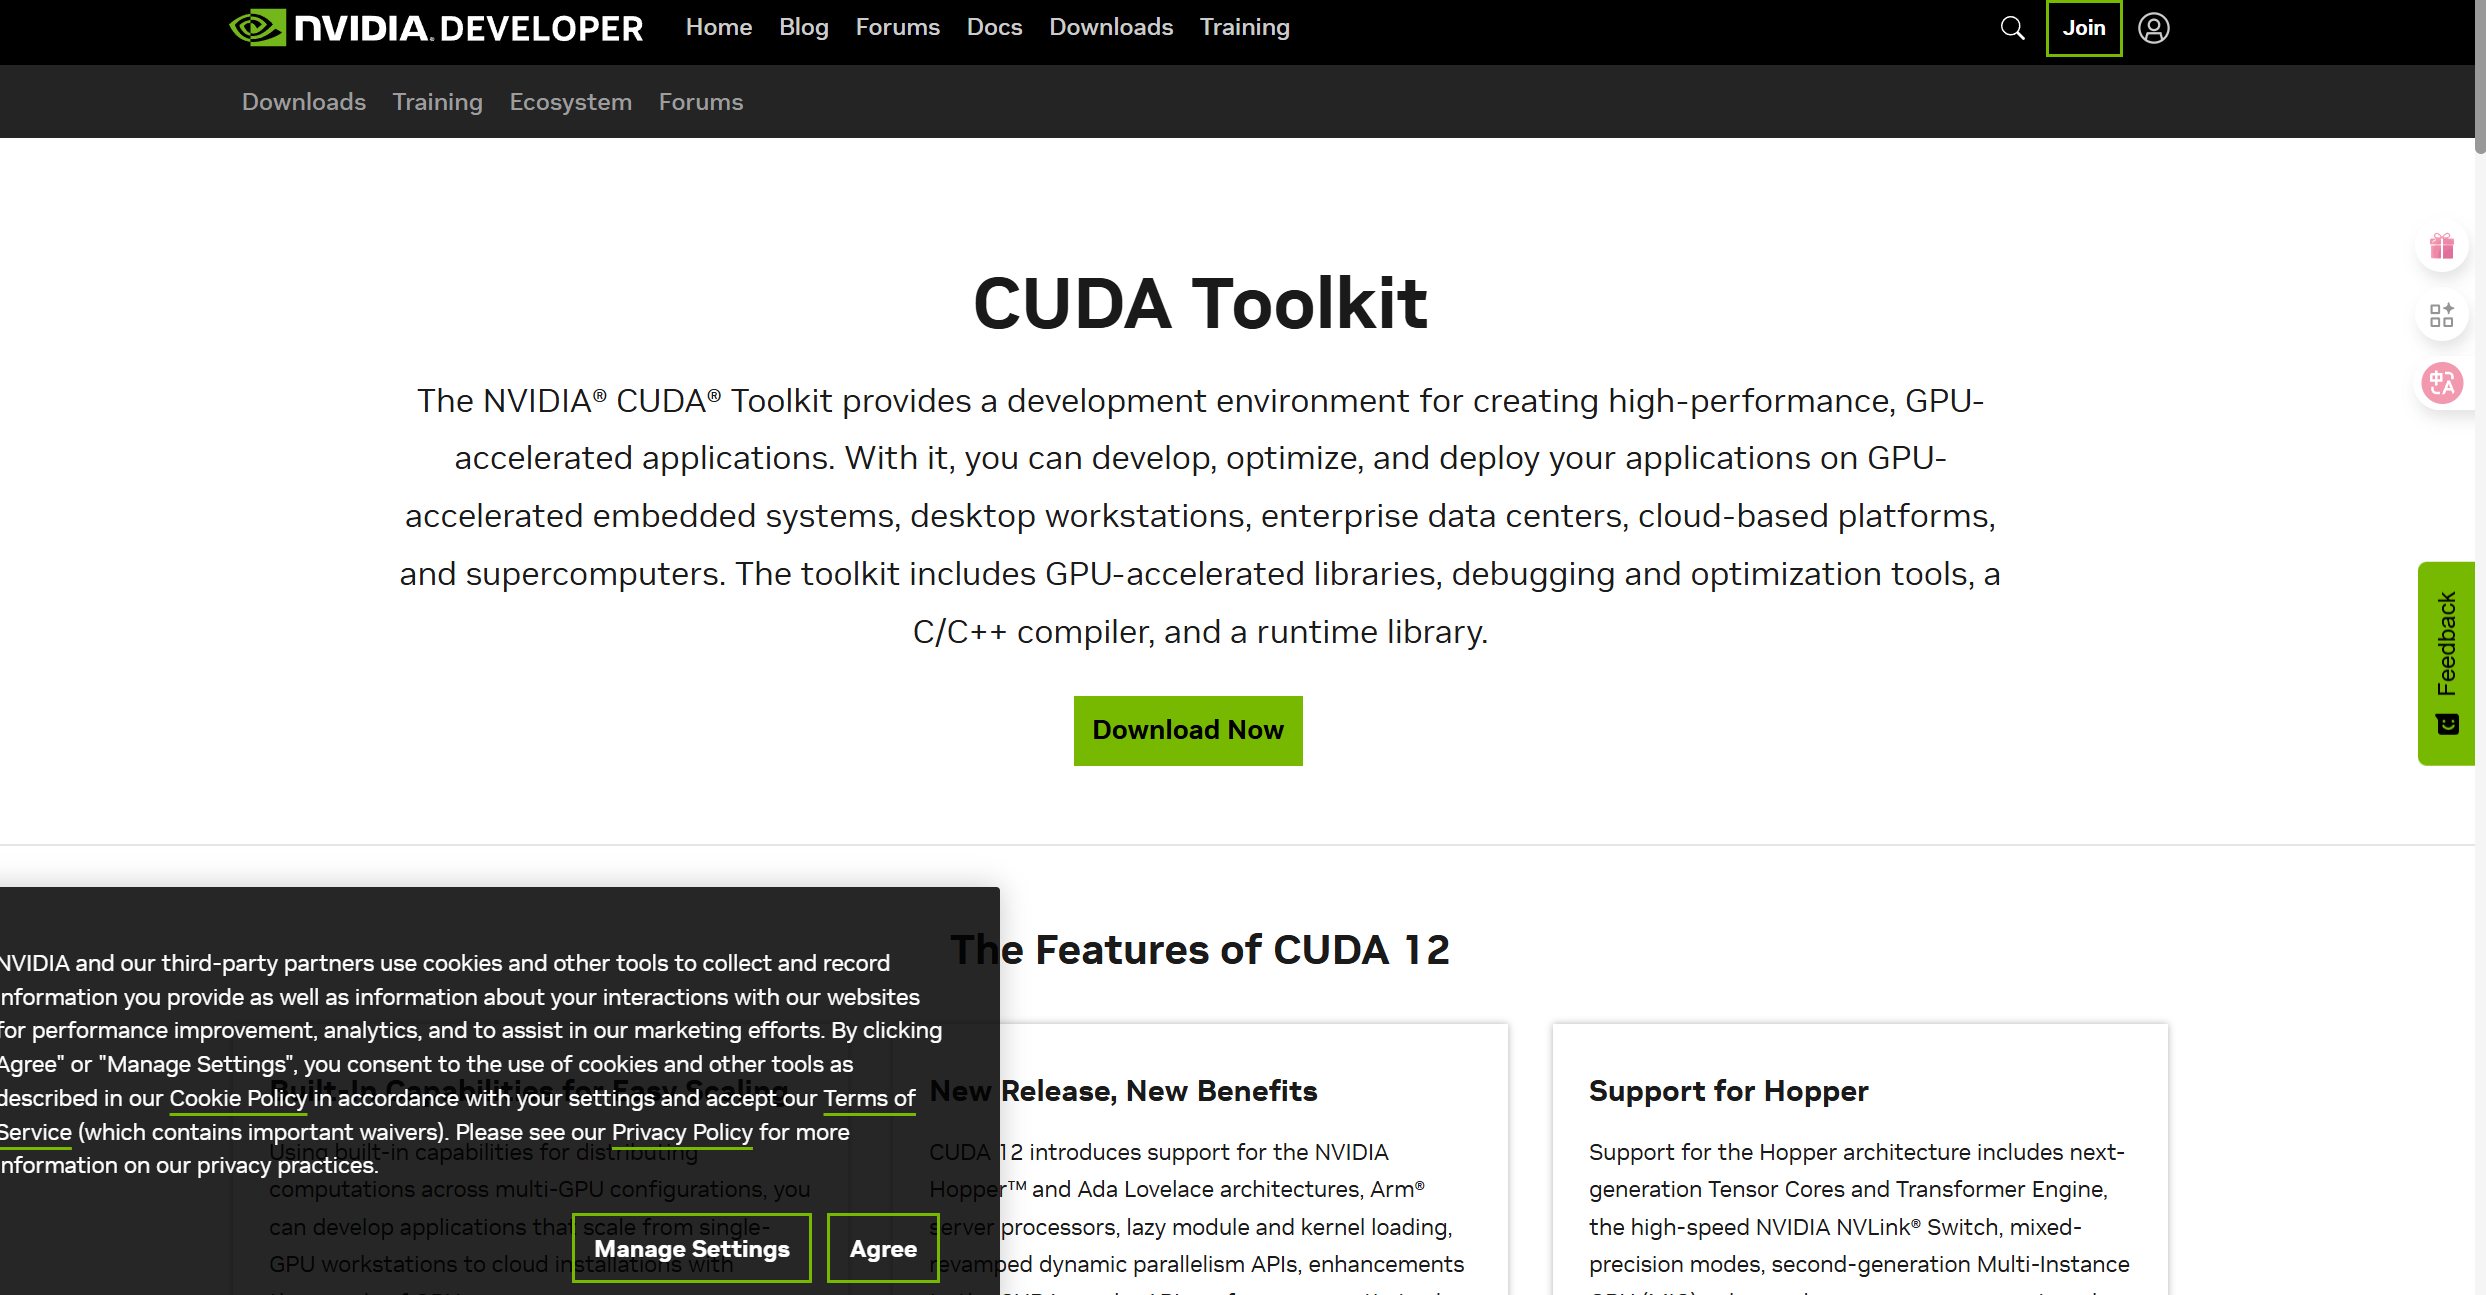 NVIDIA. DEVELOPER Home Blog Forums Docs Downloads Training Join
Downloads Training Ecosystem Forums
CUDA Toolkit
The NVIDIA® CUDA® Toolkit provides a development environment for creating high-performance, GPU-
accelerated applications. With it, you can develop, optimize, and deploy your applications on GPU-
accelerated embedded systems, desktop workstations, enterprise data centers, cloud-based platforms,
and supercomputers. The toolkit includes GPU-accelerated libraries, debugging and optimization tools, a
C/C++ compiler, and a runtime library.
Download Now
Feedback
The Features of CUDA 12
NVIDIA and our third-party partners use cookies and other tools to collect and record
information you provide as well as information about your interactions with our websites
for performance improvement, analytics, and to assist in our marketing efforts. By clicking
Agree" or "Manage Settings", you consent to the use of cookies and other tools as
described in our Cookie Policy in accordance with your settings and accept our Terms of
Service (which contains important waivers). Please see our Privacy Policy for more
information on our privacy practices.
Manage Settings Agree
Built-In Capabilities for Easy Scaling
Using built-in capabilities for distributing
computations across multi-GPU configurations, you
can develop applications that scale from single-
GPU workstations to cloud installations with
New Release, New Benefits
CUDA 12 introduces support for the NVIDIA
Hopper™ and Ada Lovelace architectures, Arm®
server processors, lazy module and kernel loading,
revamped dynamic parallelism APIs, enhancements
Support for Hopper
Support for the Hopper architecture includes next-
generation Tensor Cores and Transformer Engine,
the high-speed NVIDIA NVLink® Switch, mixed-
precision modes, second-generation Multi-Instance